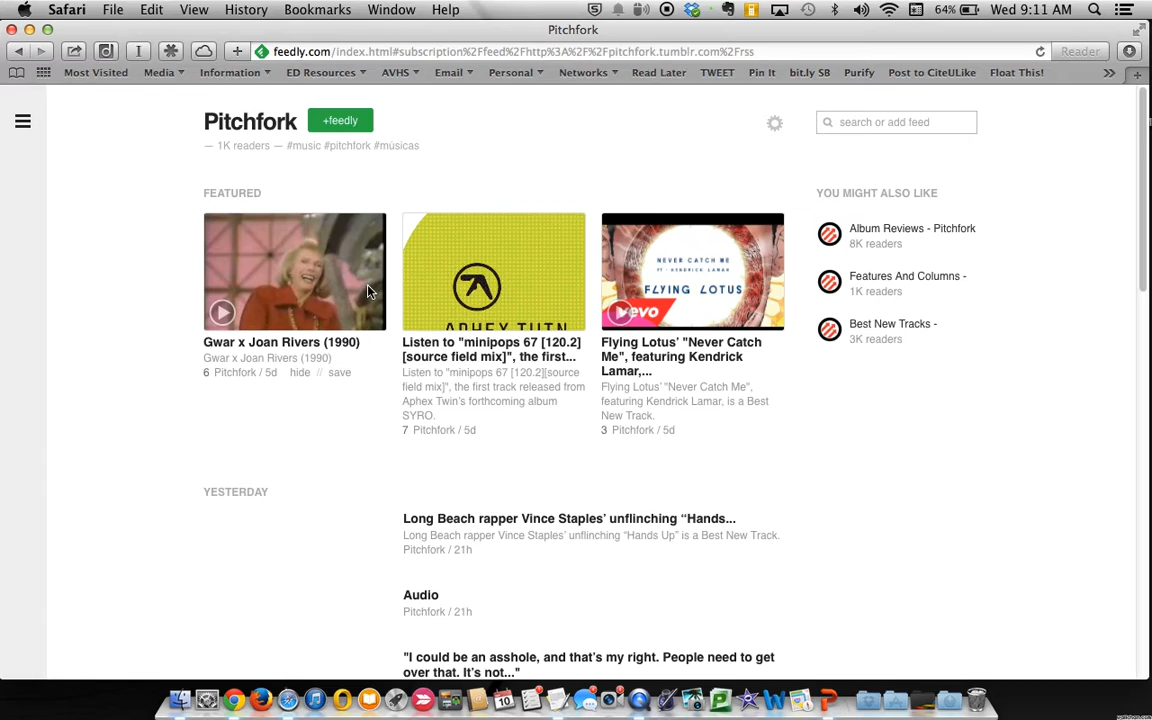 Safari File Edit View History Bookmarks Window Help 64% Wed 9:11 AM
Pitchfork
feedly.com/index.html#subscription%2Ffeed%2Fhttp%3A%2F%2Fpitchfork.tumblr.com%2Frss Reader
Most Visited Media Information ED Resources AVHS Email Personal Networks Read Later TWEET Pin It bit.ly SB Purify Post to CiteULike Float This!
Pitchfork +feedly search or add feed
— 1K readers — #music #pitchfork #músicas
FEATURED
NEVER CATCH ME
FT · KENDRICK LAMAR
FLYING LOTUS
vevo
APHEX TWIN
Gwar x Joan Rivers (1990)
Gwar x Joan Rivers (1990)
6 Pitchfork / 5d hide // save
Listen to "minipops 67 [120.2]
[source field mix]", the first...
Listen to "minipops 67 [120.2][source
field mix]", the first track released from
Aphex Twin's forthcoming album
SYRO.
7 Pitchfork / 5d
Flying Lotus' "Never Catch
Me", featuring Kendrick
Lamar,...
Flying Lotus' "Never Catch Me",
featuring Kendrick Lamar, is a Best
New Track.
3 Pitchfork / 5d
YOU MIGHT ALSO LIKE
Album Reviews - Pitchfork
8K readers
Features And Columns -
1K readers
Best New Tracks -
3K readers
YESTERDAY
Long Beach rapper Vince Staples' unflinching “Hands...
Long Beach rapper Vince Staples' unflinching “Hands Up” is a Best New Track.
Pitchfork / 21h
Audio
Pitchfork / 21h
"I could be an asshole, and that's my right. People need to get
over that. It's not..."
10